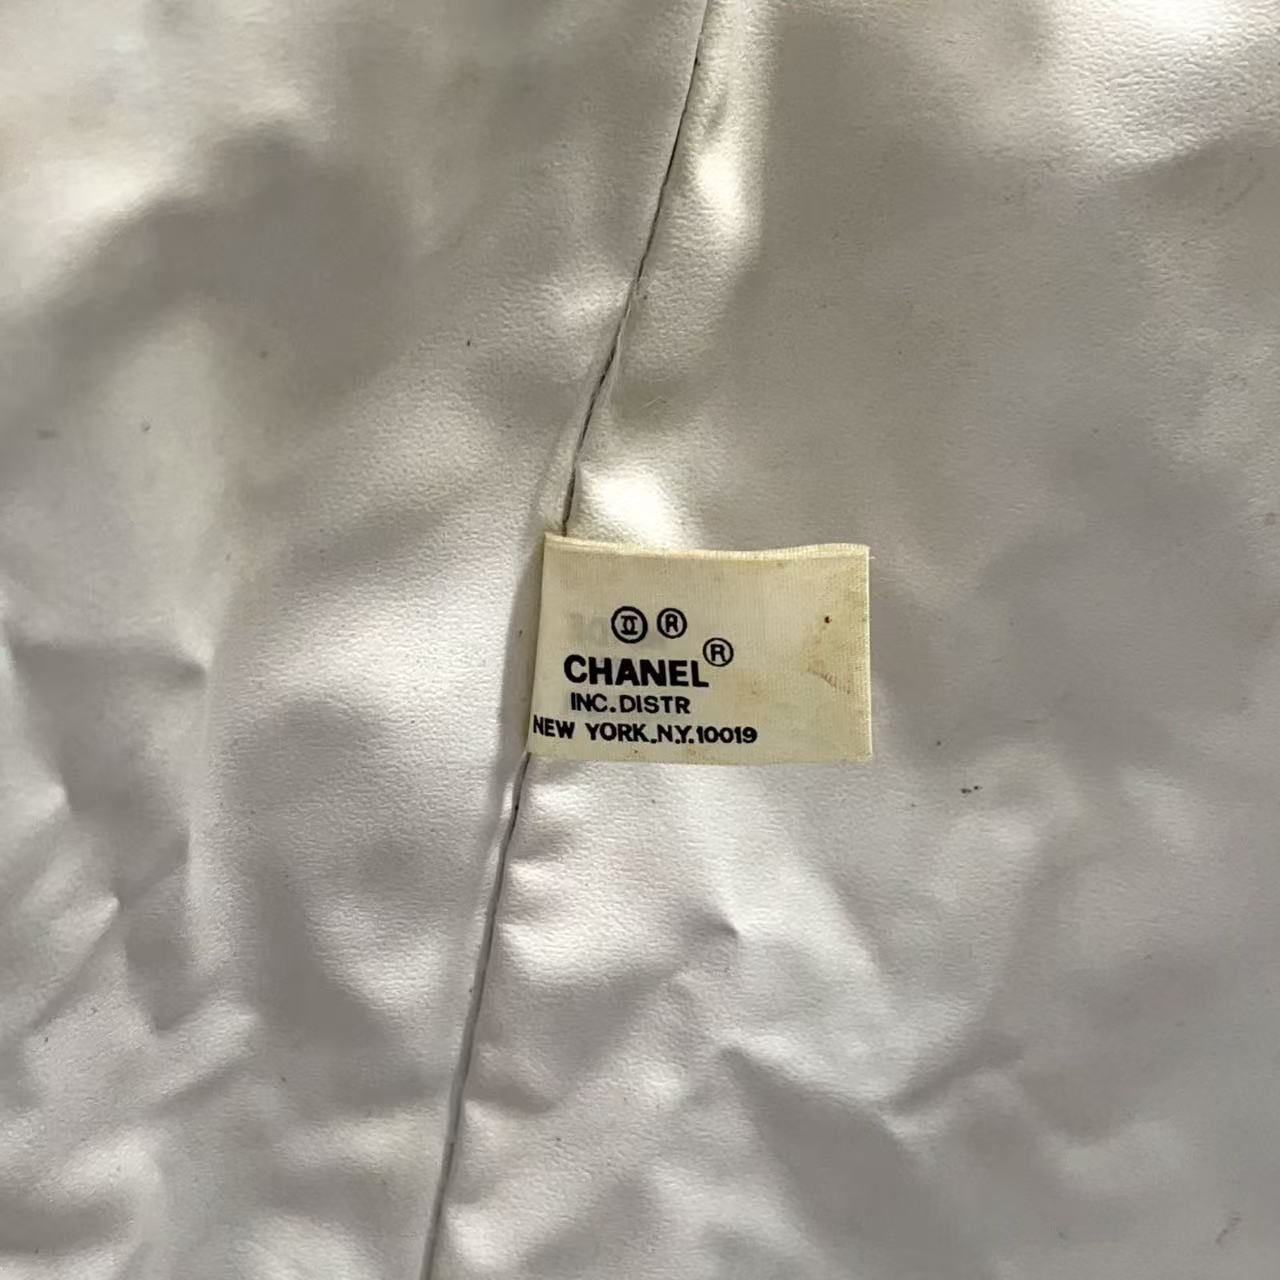 ®
CHANEL®
INC.DISTR
NEW YORK.N.Y.10019